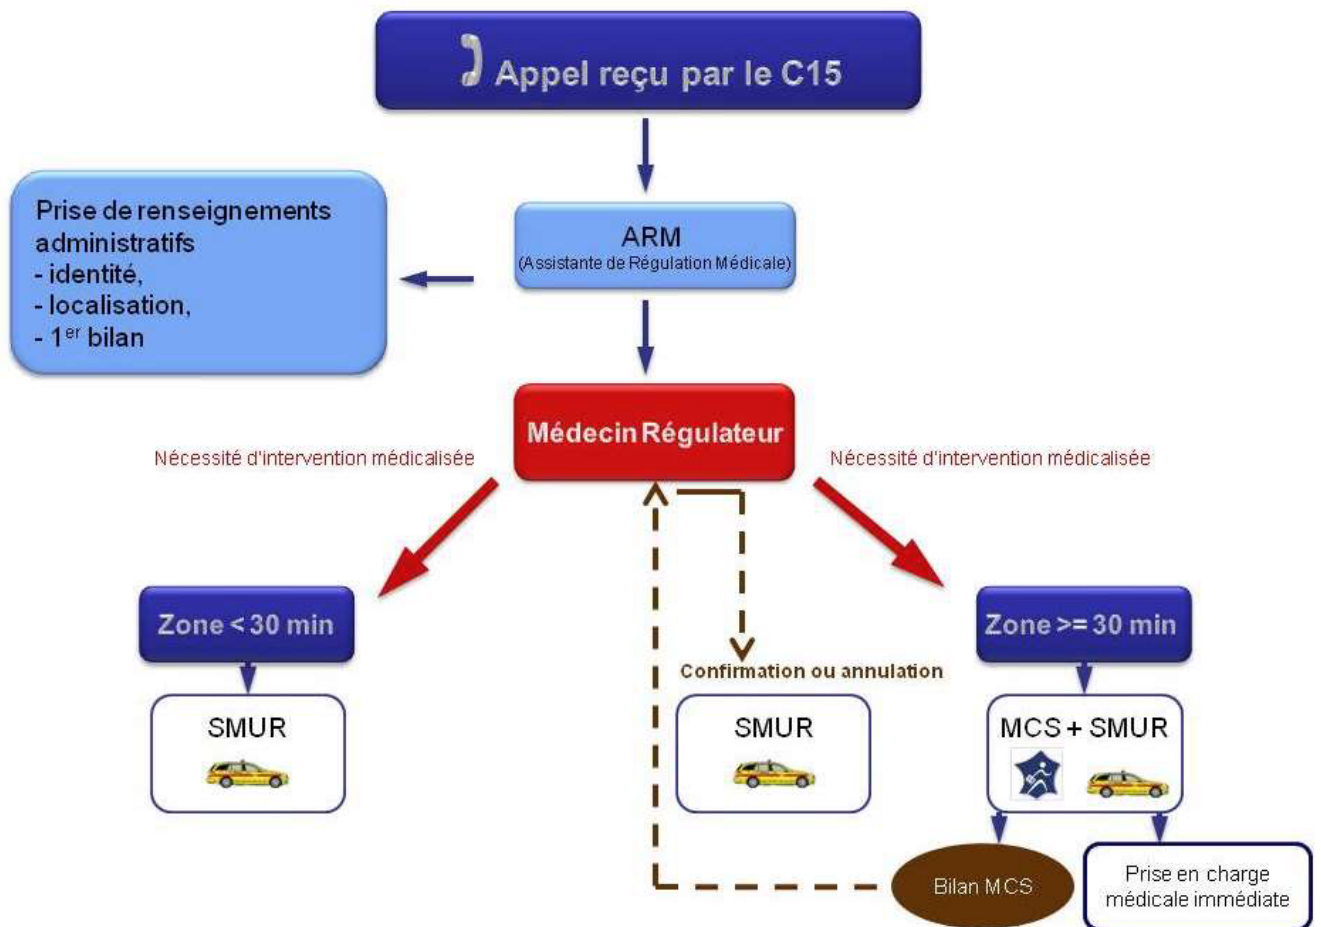 Appel reçu par le C15
Prise de renseignements
administratifs
- identité,
- localisation,
- 1er bilan
ARM
(Assistante de Régulation Médicale)
Médecin Régulateur
Nécessité d'intervention médicalisée
Nécessité d'intervention médicalisée
Zone < 30 min
Zone >= 30 min
Confirmation ou annulation
SMUR
SMUR
MCS + SMUR
Bilan MCS
Prise en charge
médicale immédiate